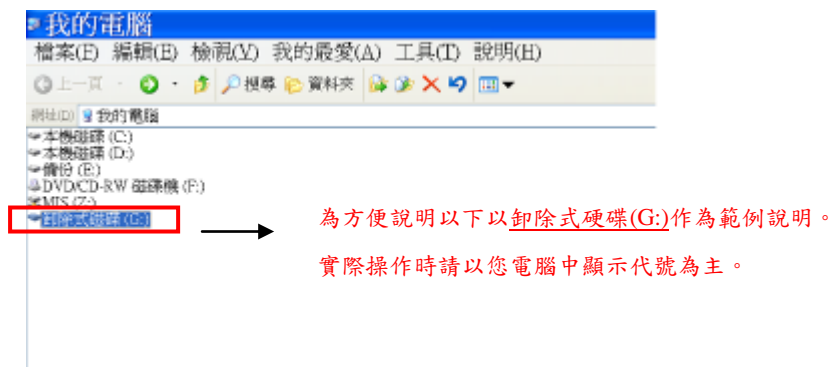 我的電腦
檔案(F) 編輯(E) 檢視(V) 我的最愛(A) 工具(T) 說明(H)
上一頁 搜尋 資料夾
網址(D) 我的電腦
本機磁碟 (C:)
本機磁碟 (D:)
備份 (E:)
DVD/CD-RW 磁碟機 (F:)
MIS (Z:)
卸除式磁碟 (G:)
為方便說明以下以卸除式硬碟(G:)作為範例說明。
實際操作時請以您電腦中顯示代號為主。